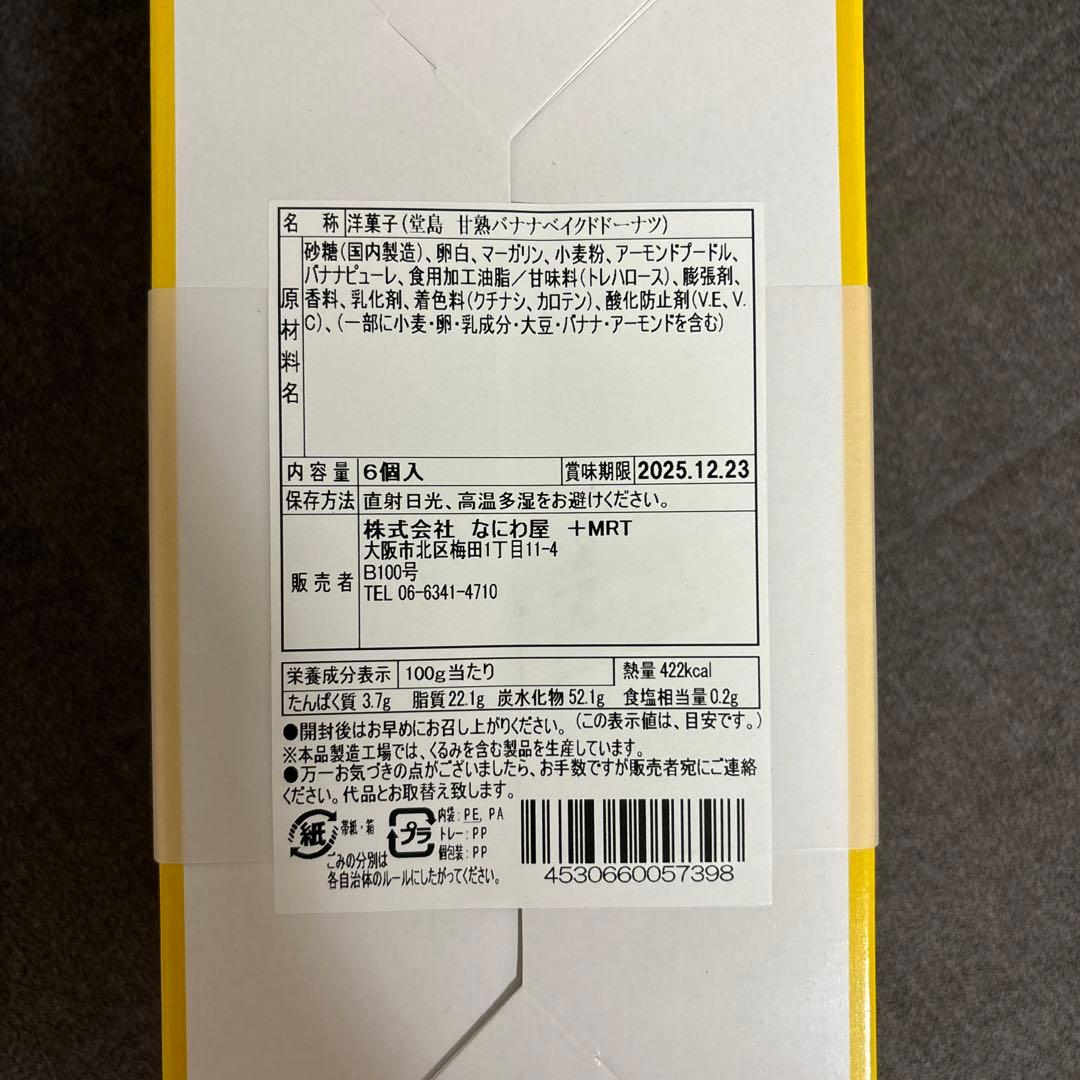 名 称 洋菓子(堂島 甘熟バナナベイクドドーナツ)
原材料名
砂糖(国内製造)、卵白、マーガリン、小麦粉、アーモンドプードル、
バナナピューレ、食用加工油脂/甘味料(トレハロース)、膨張剤、
香料、乳化剤、着色料(クチナシ、カロテン)、酸化防止剤(V.E、V.
C)、(一部に小麦・卵・乳成分・大豆・バナナ・アーモンドを含む)
内容量 6個入 賞味期限 2025.12.23
保存方法 直射日光、高温多湿をお避けください。
販売者
株式会社 なにわ屋 +MRT
大阪市北区梅田1丁目11-4
B100号
TEL 06-6341-4710
栄養成分表示 100g当たり 熱量 422kcal
たんぱく質 3.7g 脂質 22.1g 炭水化物 52.1g 食塩相当量 0.2g
●開封後はお早めにお召し上がりください。(この表示値は、目安です。)
※本品製造工場では、くるみを含む製品を生産しています。
●万一お気づきの点がございましたら、お手数ですが販売者宛にご連絡
ください。代品とお取替え致します。
紙 帯紙・箱
プラ 内袋:PE, PA
トレー:PP
個包装:PP
ごみの分別は
各自治体のルールにしたがってください。
4530660057398